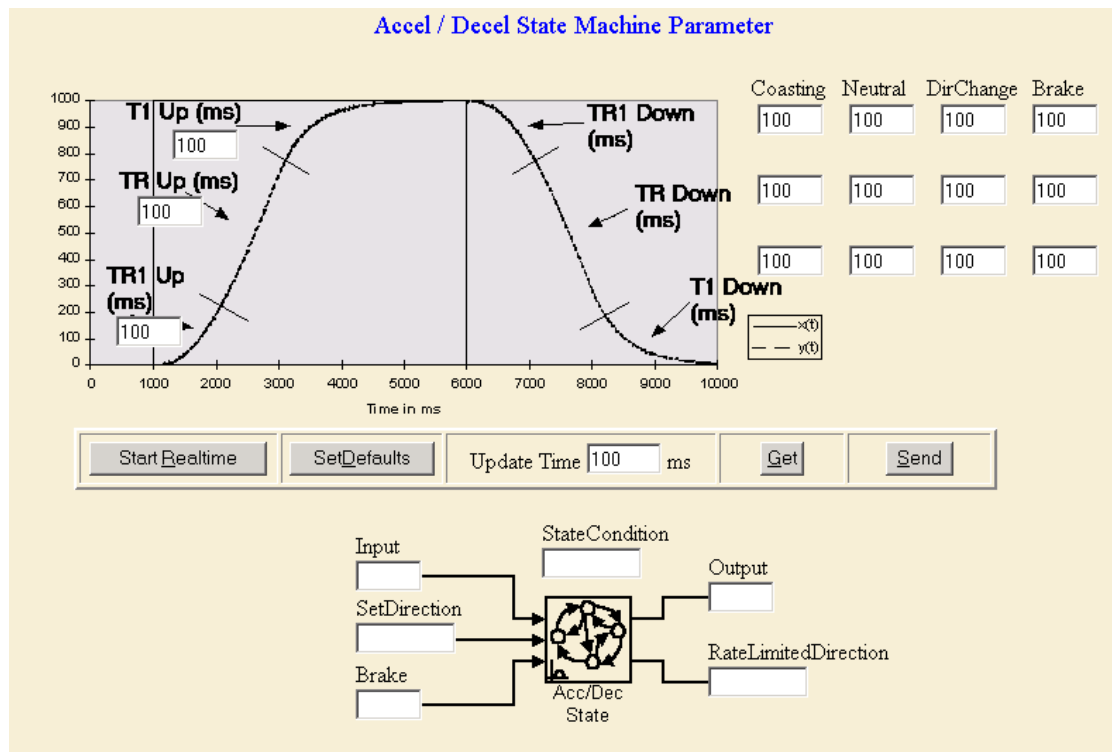 Accel / Decel State Machine Parameter
Coasting Neutral DirChange Brake
100 100 100 100
100 100 100 100
100 100 100 100
1000
900
800
700
600
500
400
300
200
100
0
T1 Up (ms)
100
TR Up (ms)
100
TR1 Up
(ms)
100
TR1 Down
(ms)
TR Down
(ms)
T1 Down
(ms)
x(t)
y(t)
0 1000 2000 3000 4000 5000 6000 7000 8000 9000 10000
Time in ms
Start Realtime SetDefaults Update Time 100 ms Get Send
StateCondition
Input
SetDirection
Brake
Output
RateLimitedDirection
Acc/Dec
State